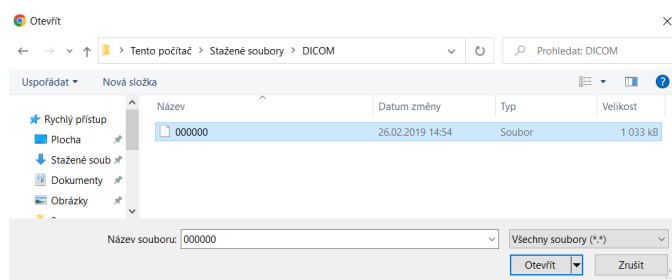 Otevřít
Tento počítač > Stažené soubory > DICOM
Prohledat: DICOM
Uspořádat
Nová složka
Název Datum změny Typ Velikost
Rychlý přístup
Plocha
Stažené soub
Dokumenty
Obrázky
000000 26.02.2019 14:54 Soubor 1 033 kB
Název souboru: 000000
Všechny soubory (*.*)
Otevřít
Zrušit